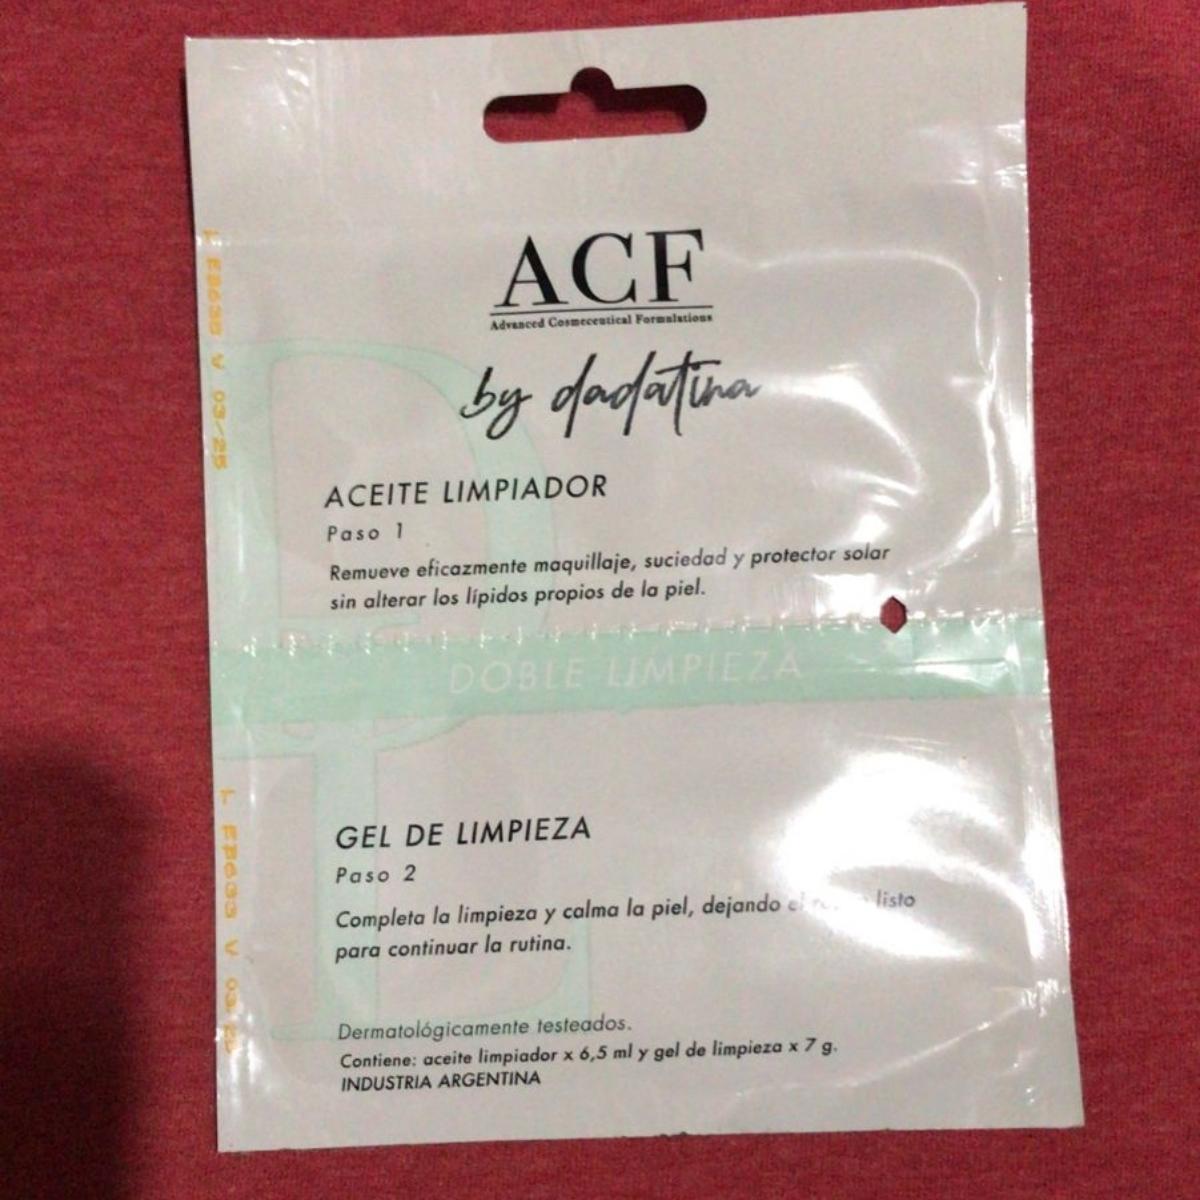 ACF
Advanced Cosmeceutical Formulations
by dadatina
ACEITE LIMPIADOR
Paso 1
Remueve eficazmente maquillaje, suciedad y protector solar
sin alterar los lípidos propios de la piel.
DOBLE LIMPIEZA
GEL DE LIMPIEZA
Paso 2
Completa la limpieza y calma la piel, dejando el listo
para continuar la rutina.
Dermatológicamente testeados.
Contiene: aceite limpiador x 6,5 ml y gel de limpieza x 7 g.
INDUSTRIA ARGENTINA
V 03/25